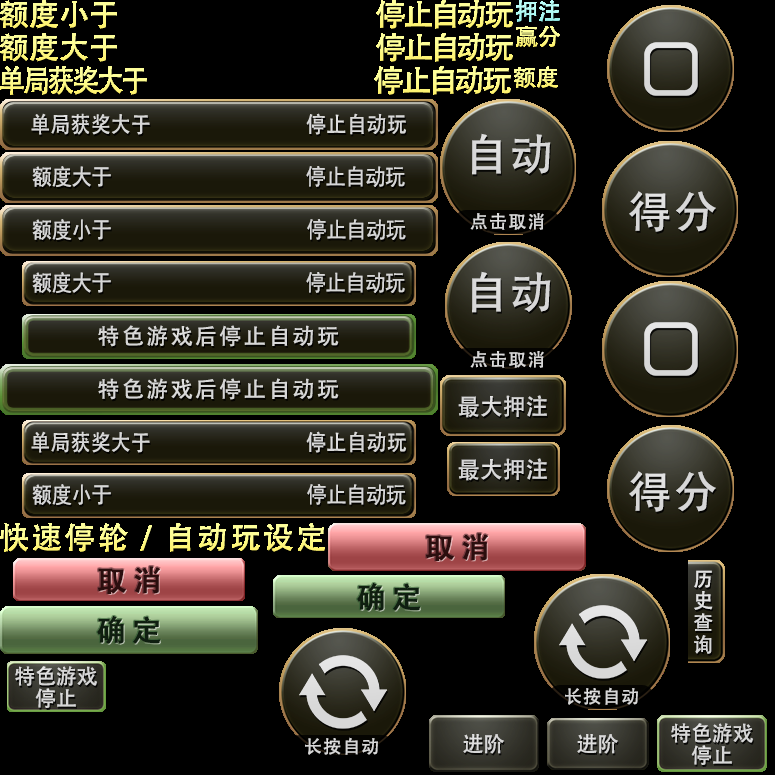 额度小于
停止自动玩
押注
额度大于
停止自动玩
赢分
单局获奖大于
停止自动玩
额度
单局获奖大于 停止自动玩
额度大于 停止自动玩
额度小于 停止自动玩
额度大于 停止自动玩
特色游戏后停止自动玩
特色游戏后停止自动玩
单局获奖大于 停止自动玩
额度小于 停止自动玩
自动
点击取消
得分
自动
点击取消
最大押注
最大押注
得分
快速停轮 / 自动玩设定
取消
取消
确定
确定
历史查询
特色游戏
停止
长按自动
长按自动
进阶
进阶
特色游戏
停止